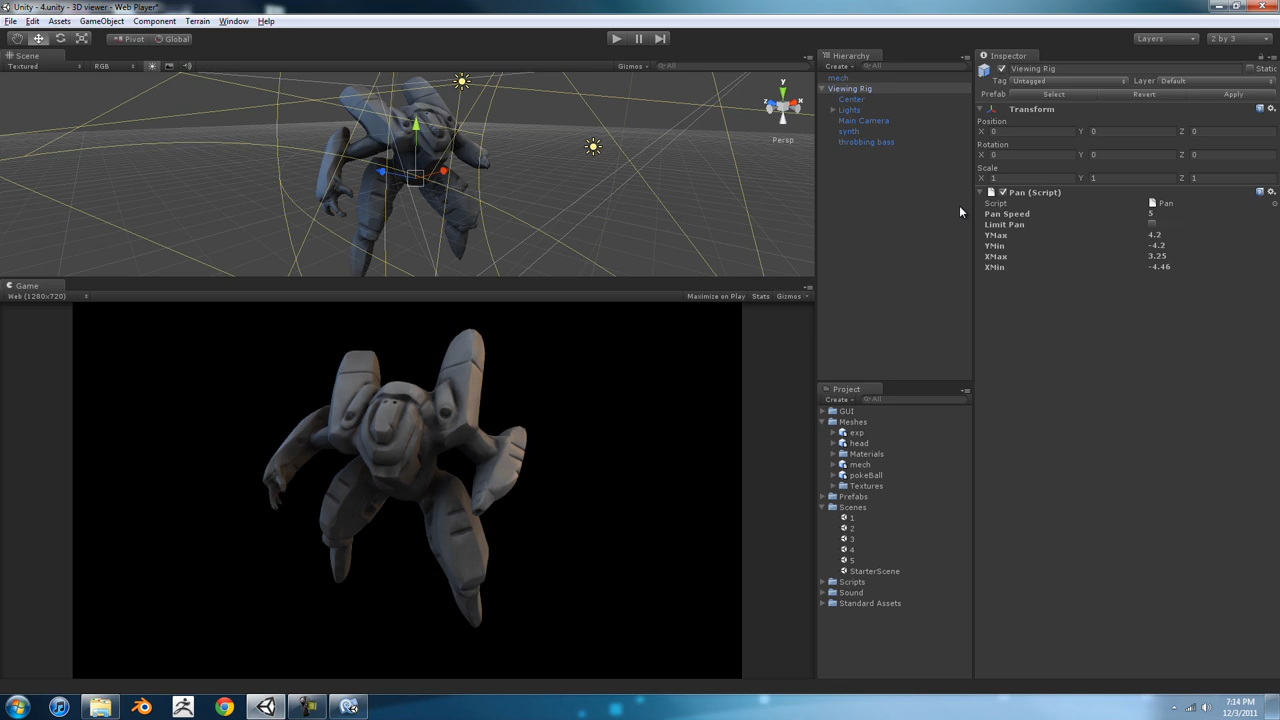 Unity - 4.unity - 3D viewer - Web Player*
File Edit Assets GameObject Component Terrain Window Help
Pivot Global Layers 2 by 3
Scene
Textured RGB Gizmos All
y
z x
Persp
Game
Web (1280x720) Maximize on Play Stats Gizmos
Hierarchy
Create All
mech
Viewing Rig
Center
Lights
Main Camera
synth
throbbing bass
Project
Create All
GUI
Meshes
exp
head
Materials
mech
pokeBall
Textures
Prefabs
Scenes
1
2
3
4
5
StarterScene
Scripts
Sound
Standard Assets
Inspector
Viewing Rig Static
Tag Untagged Layer Default
Prefab Select Revert Apply
Transform
Position
X 0 Y 0 Z 0
Rotation
X 0 Y 0 Z 0
Scale
X 1 Y 1 Z 1
Pan (Script)
Script Pan
Pan Speed 5
Limit Pan
YMax 4.2
YMin -4.2
XMax 3.25
XMin -4.46
7:14 PM
12/3/2011